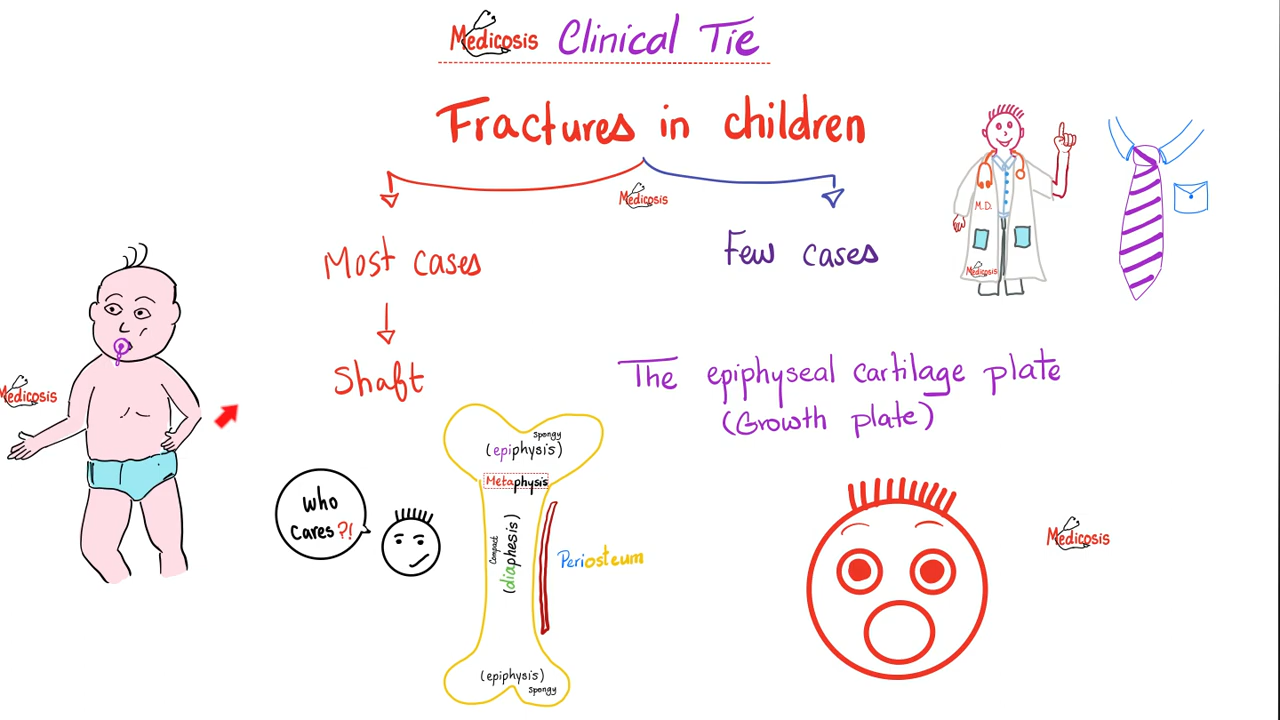 Medicosis Clinical Tie
Fractures in children
Medicosis
Most cases
Few cases
M.D.
Medicosis
Shaft
The epiphyseal cartilage plate
(Growth plate)
Medicosis
spongy
(epiphysis)
Metaphysis
Who
cares?!
Compact
(diaphesis)
Periosteum
Medicosis
(epiphysis)
spongy